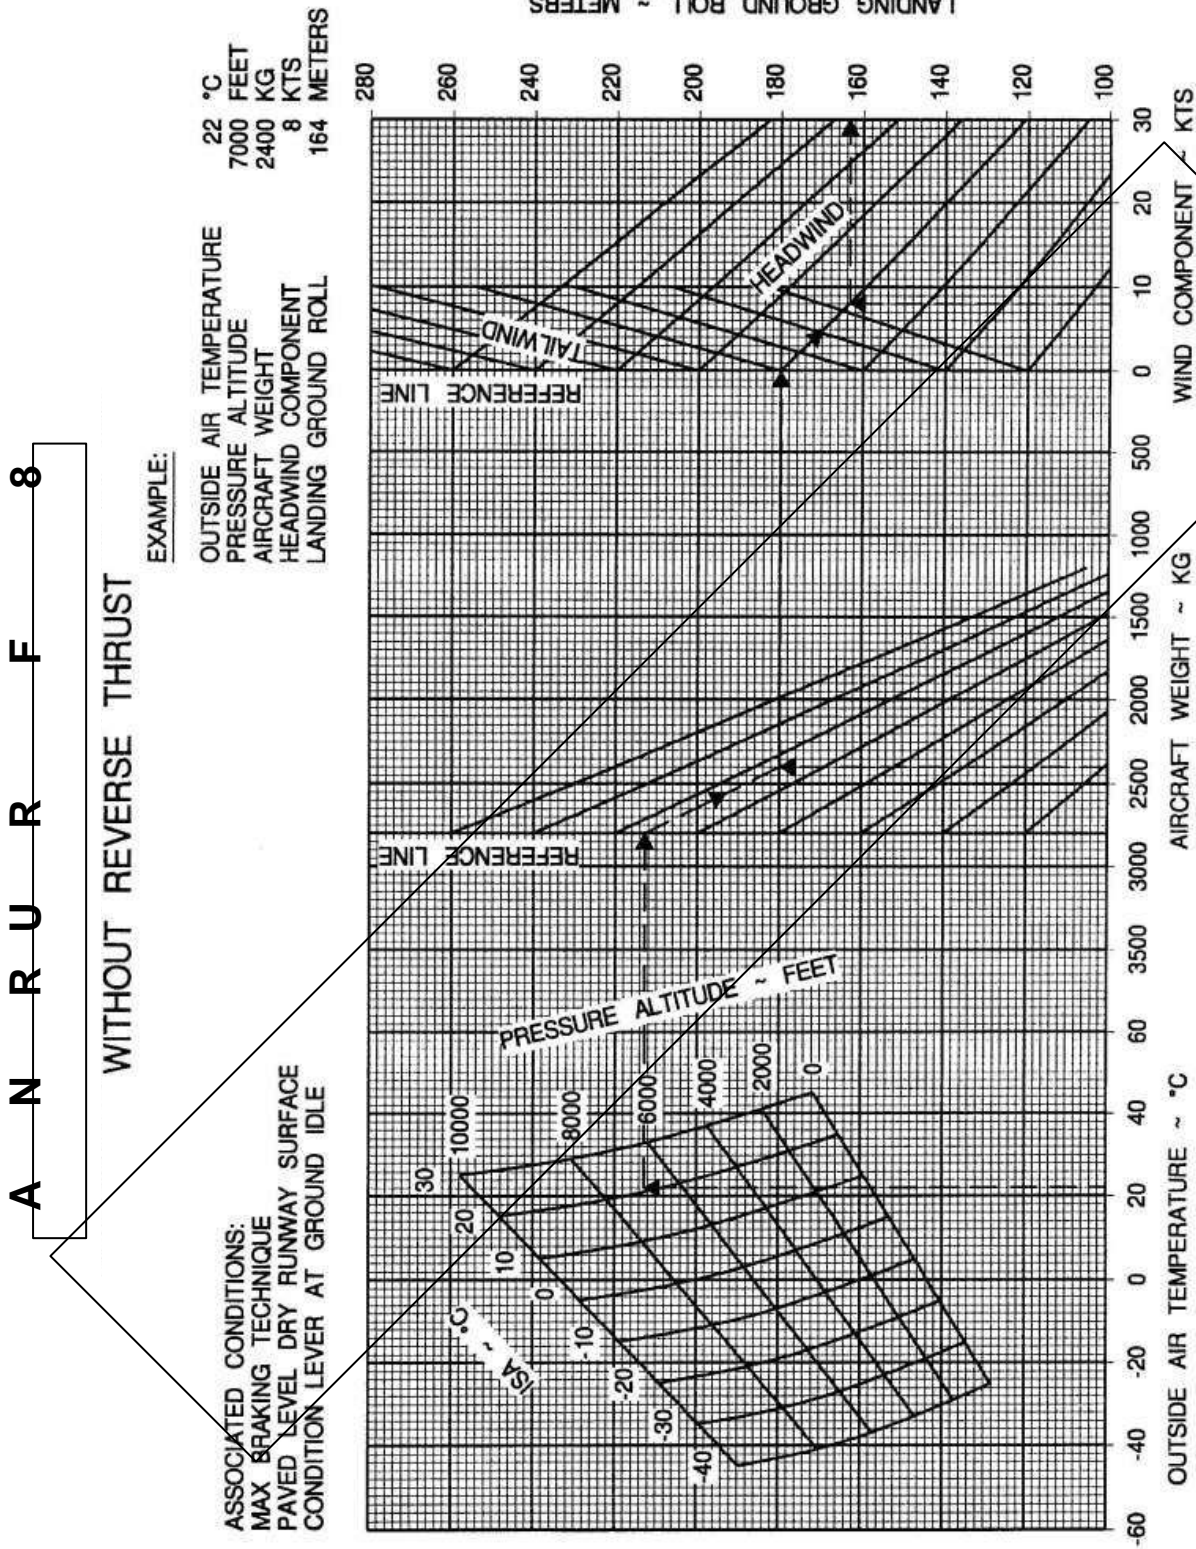 A N R U R F 8
WITHOUT REVERSE THRUST
EXAMPLE:
OUTSIDE AIR TEMPERATURE 22 °C
PRESSURE ALTITUDE 7000 FEET
AIRCRAFT WEIGHT 2400 KG
HEADWIND COMPONENT 8 KTS
LANDING GROUND ROLL 164 METERS
ASSOCIATED CONDITIONS:
MAX BRAKING TECHNIQUE
PAVED LEVEL DRY RUNWAY SURFACE
CONDITION LEVER AT GROUND IDLE
ISA ~ °C
-40
-30
-20
-10
0
10
20
30
10000
8000
6000
4000
2000
0
PRESSURE ALTITUDE ~ FEET
REFERENCE LINE
REFERENCE LINE
TAILWIND
HEADWIND
280
260
240
220
200
180
160
140
120
100
LANDING GROUND ROLL ~ METERS
-60 -40 -20 0 20 40 60 3500 3000 2500 2000 1500 1000 500 0 10 20 30
OUTSIDE AIR TEMPERATURE ~ °C AIRCRAFT WEIGHT ~ KG WIND COMPONENT ~ KTS